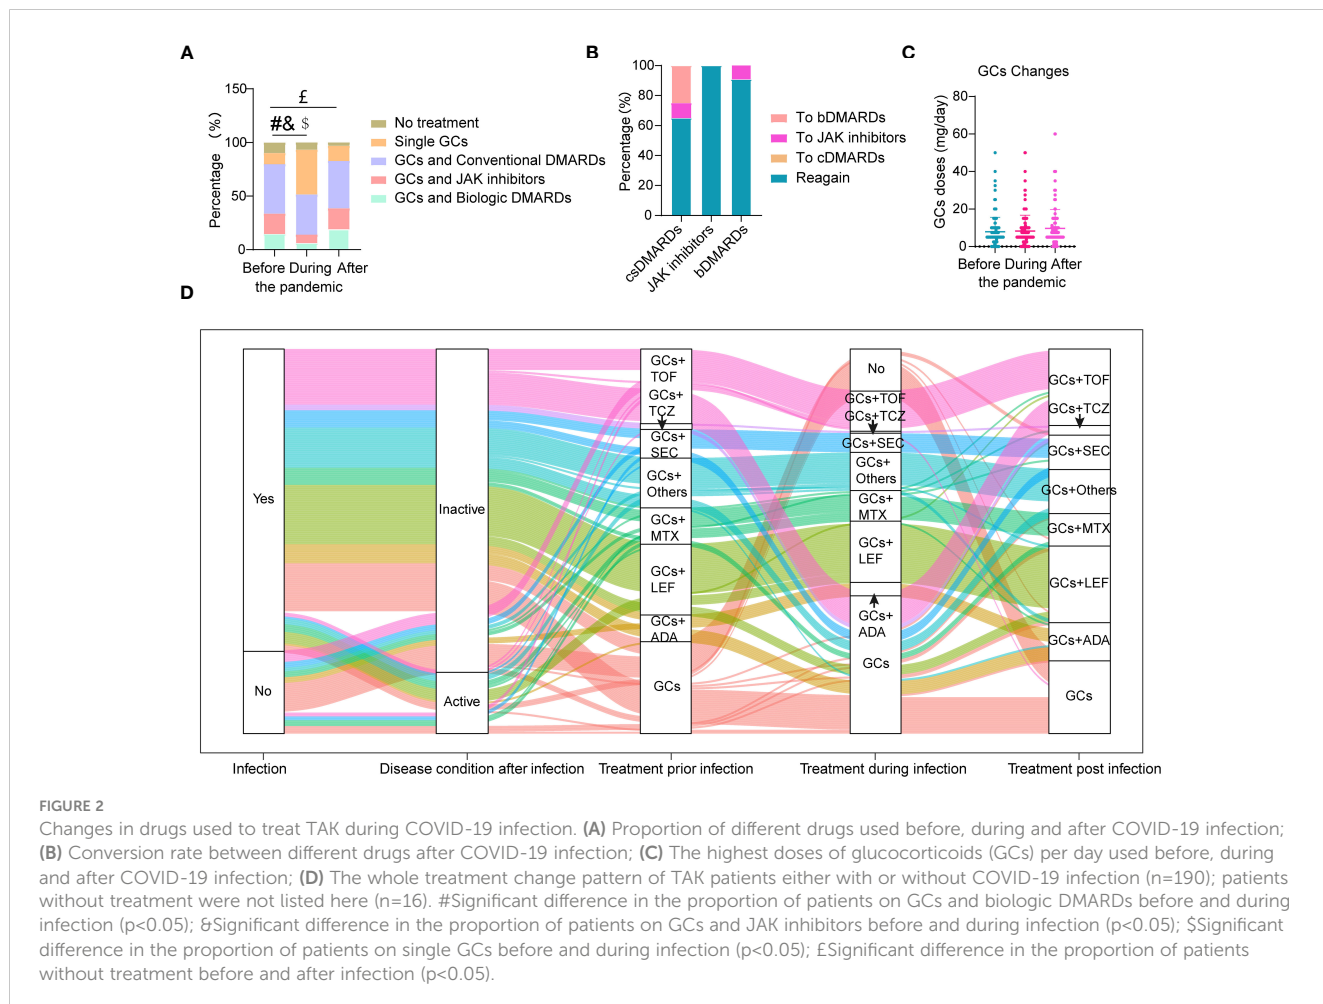 A
150
100
50
0
Percentage (%)
£
#& $
Before During After
the pandemic
No treatment
Single GCs
GCs and Conventional DMARDs
GCs and JAK inhibitors
GCs and Biologic DMARDs
B
100
80
60
40
20
0
Percentage (%)
csDMARDs
JAK inhibitors
bDMARDs
To bDMARDs
To JAK inhibitors
To cDMARDs
Reagain
C
GCs Changes
80
60
40
20
0
GCs doses (mg/day)
Before During After
the pandemic
D
Yes
No
Inactive
Active
GCs+
TOF
GCs+
TCZ
GCs+
SEC
GCs+
Others
GCs+
MTX
GCs+
LEF
GCs+
ADA
GCs
No
GCs+TOF
GCs+TCZ
GCs+SEC
GCs+
Others
GCs+
MTX
GCs+
LEF
GCs+
ADA
GCs
GCs+TOF
GCs+TCZ
GCs+SEC
GCs+Others
GCs+MTX
GCs+LEF
GCs+ADA
GCs
Infection
Disease condition after infection
Treatment prior infection
Treatment during infection
Treatment post infection
FIGURE 2
Changes in drugs used to treat TAK during COVID-19 infection. (A) Proportion of different drugs used before, during and after COVID-19 infection;
(B) Conversion rate between different drugs after COVID-19 infection; (C) The highest doses of glucocorticoids (GCs) per day used before, during
and after COVID-19 infection; (D) The whole treatment change pattern of TAK patients either with or without COVID-19 infection (n=190); patients
without treatment were not listed here (n=16). #Significant difference in the proportion of patients on GCs and biologic DMARDs before and during
infection (p<0.05); &Significant difference in the proportion of patients on GCs and JAK inhibitors before and during infection (p<0.05); $Significant
difference in the proportion of patients on single GCs before and during infection (p<0.05); £Significant difference in the proportion of patients
without treatment before and after infection (p<0.05).